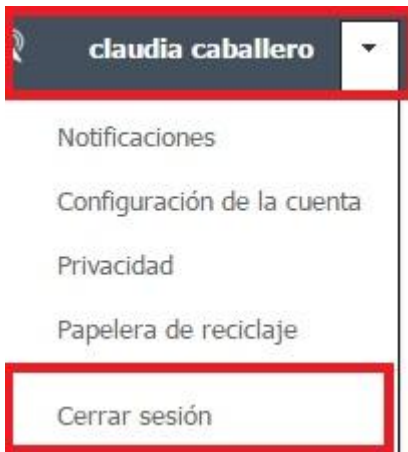 claudia caballero
Notificaciones
Configuración de la cuenta
Privacidad
Papelera de reciclaje
Cerrar sesión